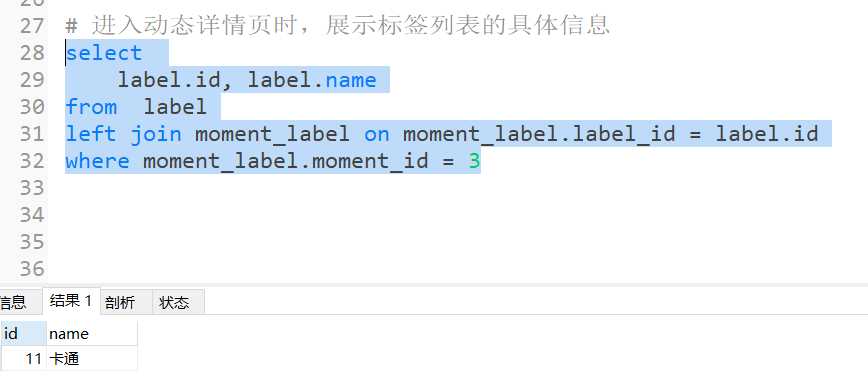 26
27 # 进入动态详情页时，展示标签列表的具体信息
28 select
29     label.id, label.name
30 from  label
31 left join moment_label on moment_label.label_id = label.id
32 where moment_label.moment_id = 3
33
34
35
36
信息 结果 1 剖析 状态
id name
11 卡通